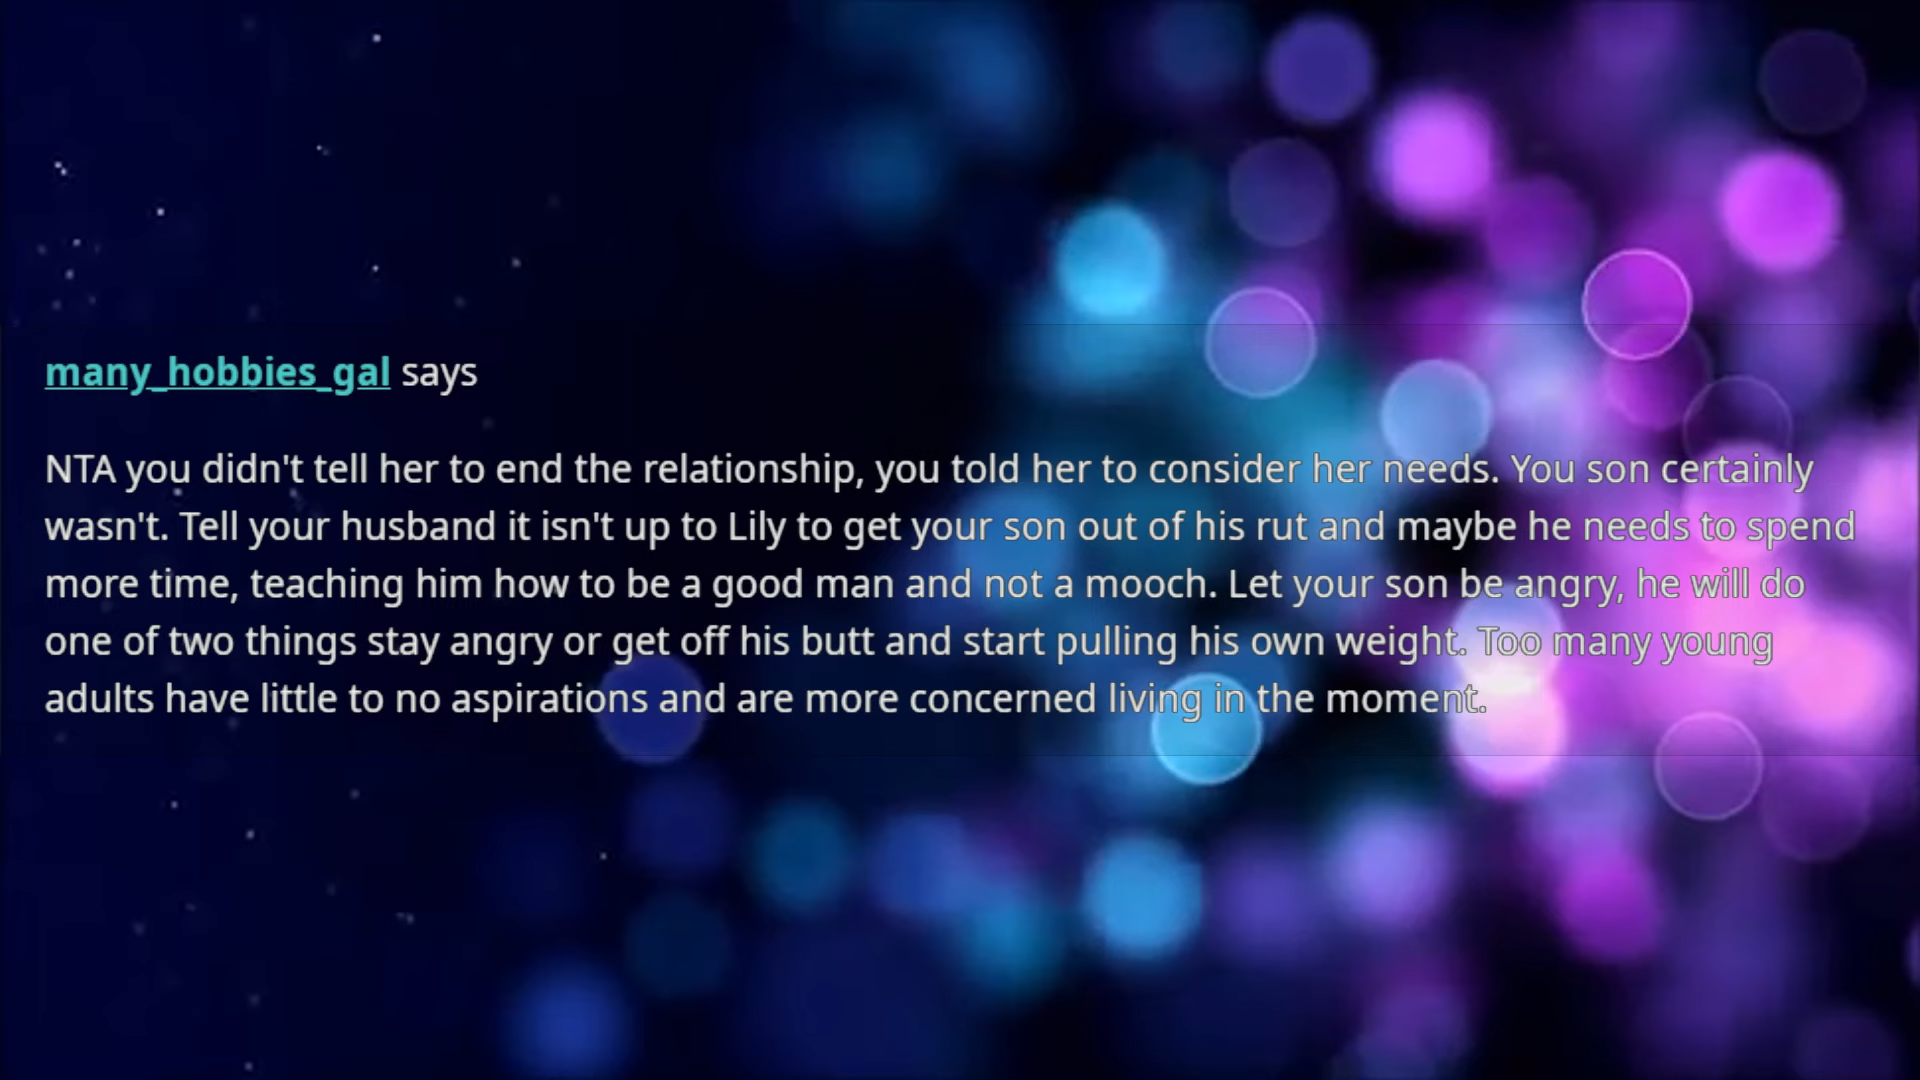 many_hobbies_gal says
NTA you didn't tell her to end the relationship, you told her to consider her needs. You son certainly
wasn't. Tell your husband it isn't up to Lily to get your son out of his rut and maybe he needs to spend
more time, teaching him how to be a good man and not a mooch. Let your son be angry, he will do
one of two things stay angry or get off his butt and start pulling his own weight. Too many young
adults have little to no aspirations and are more concerned living in the moment.